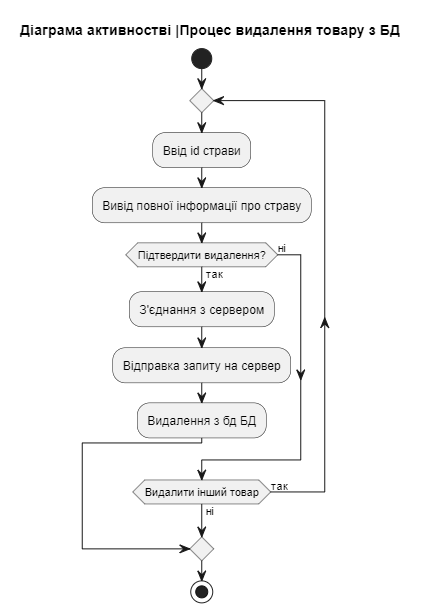 Діаграма активностві |Процес видалення товару з БД
Ввід id страви
Вивід повної інформації про страву
Підтвердити видалення?
ні
так
З'єднання з сервером
Відправка запиту на сервер
Видалення з бд БД
Видалити інший товар
так
ні